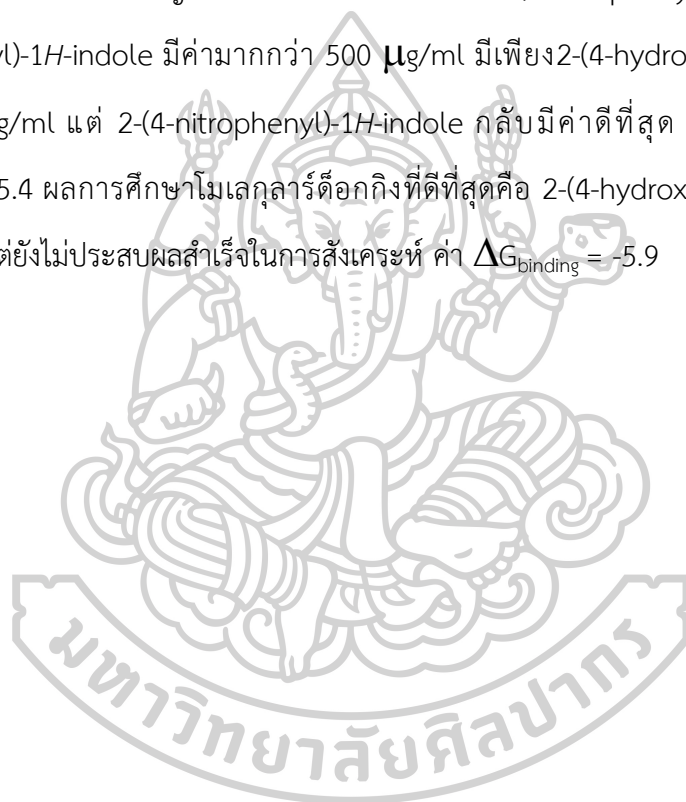 yl)-1H-indole มีค่ามากกว่า 500 µg/ml มีเพียง2-(4-hydro
g/ml แต่ 2-(4-nitrophenyl)-1H-indole กลับมีค่าดีที่สุด
5.4 ผลการศึกษาโมเลกุลาร์ด็อกกิงที่ดีที่สุดคือ 2-(4-hydrox
ต่ยังไม่ประสบผลสำเร็จในการสังเคราะห์ ค่า ΔGbinding = -5.9
มหาวิทยาลัยศิลปากร